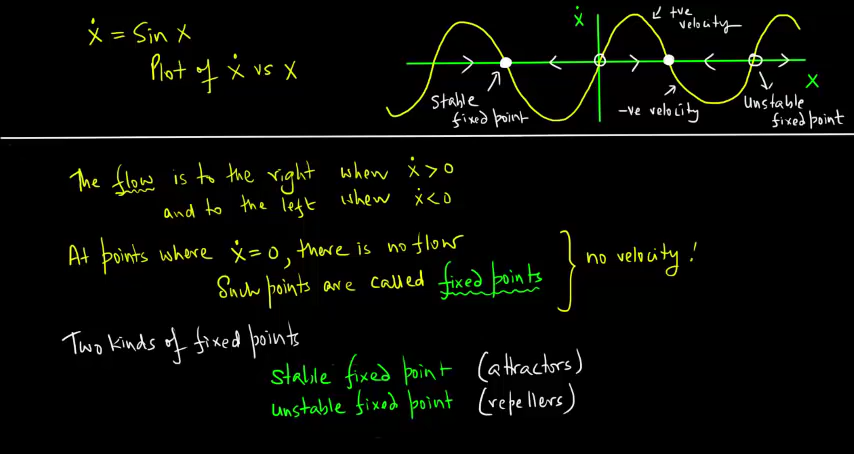 ẋ = Sin x
Plot of ẋ vs x
ẋ
+ve
velocity
x
Stable
fixed point
-ve velocity
Unstable
fixed point
The flow is to the right when ẋ > 0
and to the left when ẋ < 0
At points where ẋ = 0, there is no flow
Such points are called fixed points
no velocity!
Two kinds of fixed points
Stable fixed point (attractors)
unstable fixed point (repellers)